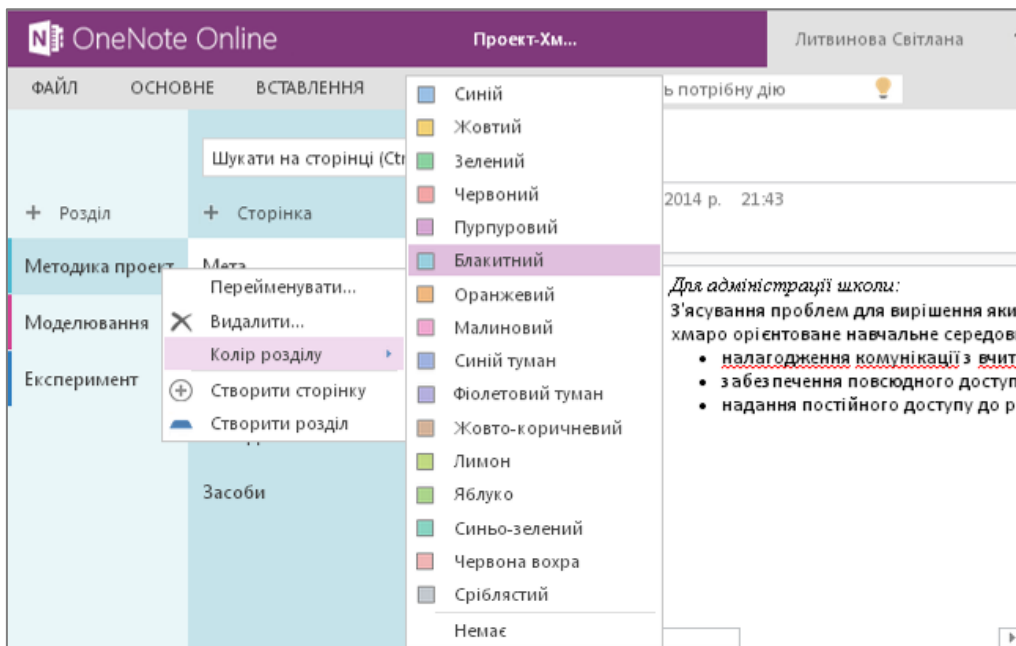 OneNote Online
Проект-Хм...
Литвинова Світлана
ФАЙЛ
ОСНОВНЕ
ВСТАВЛЕННЯ
потрібну дію
Шукати на сторінці
+ Розділ
+ Сторінка
Методика проект
Моделювання
Експеримент
Мета
Засоби
Перейменувати...
Видалити...
Колір розділу
Створити сторінку
Створити розділ
Синій
Жовтий
Зелений
Червоний
Пурпуровий
Блакитний
Оранжевий
Малиновий
Синій туман
Фіолетовий туман
Жовто-коричневий
Лимон
Яблуко
Синьо-зелений
Червона вохра
Сріблястий
Немає
2014 р. 21:43
Для адміністрації школи:
З'ясування проблем для вирішення яки
хмаро орієнтоване навчальне середов
• налагодження комунікації з вчит
• забезпечення повсюдного доступ
• надання постійного доступу до р